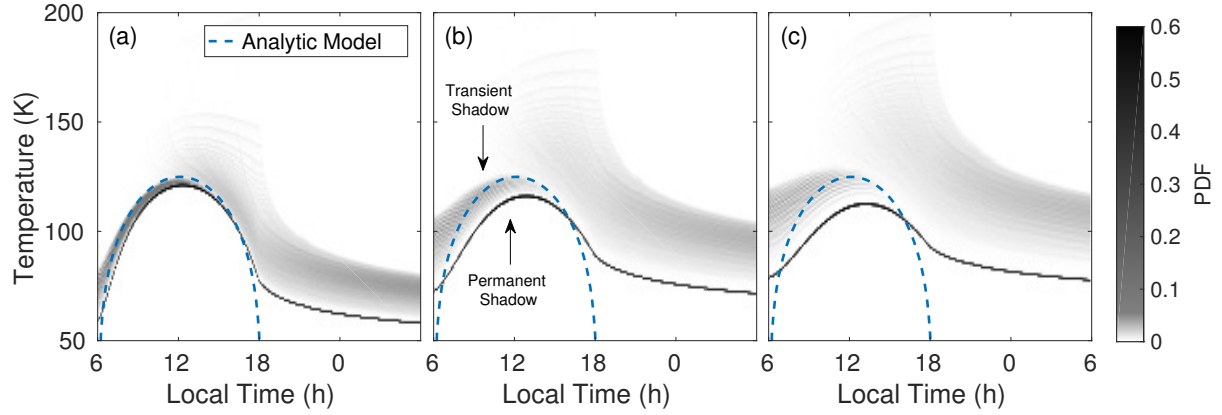 (a)
Analytic Model
(b)
(c)
Transient
Shadow
Permanent
Shadow
200
150
100
50
Temperature (K)
6 12 18 0
6 12 18 0
6 12 18 0 6
Local Time (h)
Local Time (h)
Local Time (h)
0.6
0.5
0.4
0.3
0.2
0.1
0
PDF